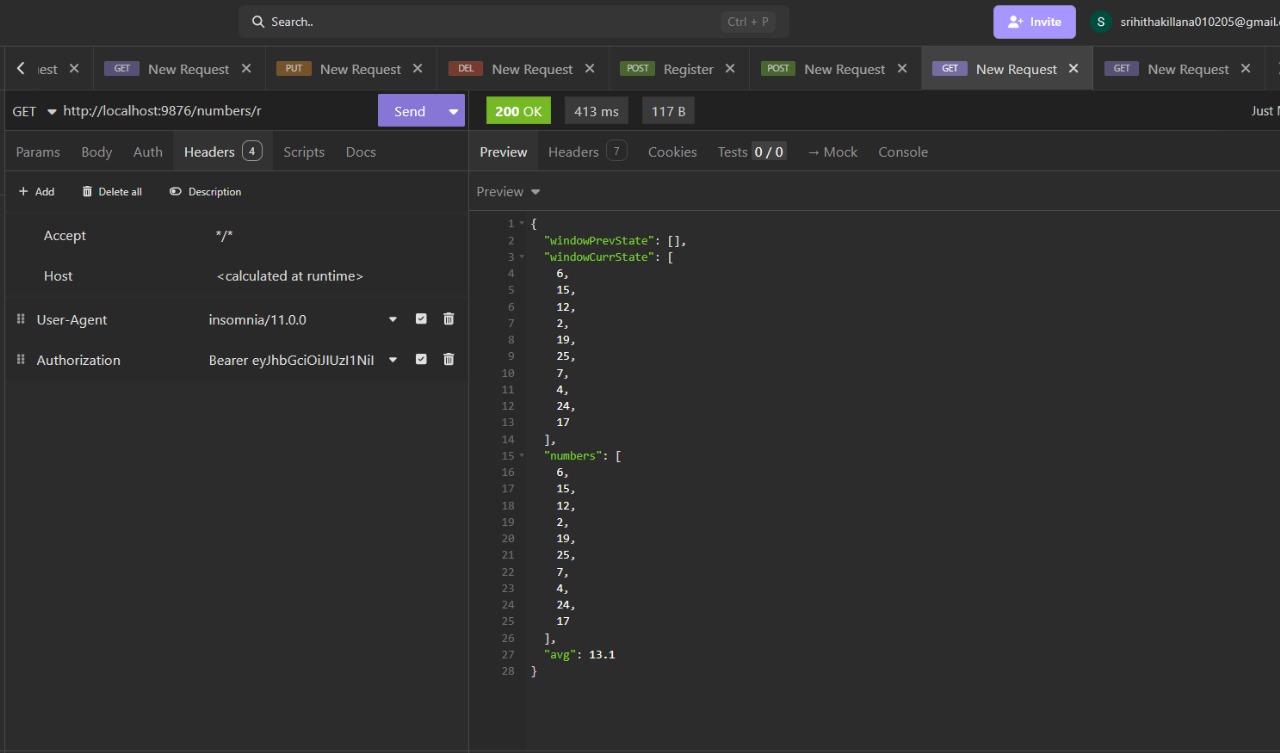 Search..
Ctrl + P
Invite
S
srihithakillana010205@gmail.
est
GET New Request
PUT New Request
DEL New Request
POST Register
POST New Request
GET New Request
GET New Request
GET http://localhost:9876/numbers/r
Send
200 OK
413 ms
117 B
Just
Params
Body
Auth
Headers 4
Scripts
Docs
Preview
Headers 7
Cookies
Tests 0 / 0
→ Mock
Console
+ Add
Delete all
Description
Preview
Accept */*
Host <calculated at runtime>
User-Agent insomnia/11.0.0
Authorization Bearer eyJhbGciOiJIUzI1NiI
1 {
2 "windowPrevState": [],
3 "windowCurrState": [
4 6,
5 15,
6 12,
7 2,
8 19,
9 25,
10 7,
11 4,
12 24,
13 17
14 ],
15 "numbers": [
16 6,
17 15,
18 12,
19 2,
20 19,
21 25,
22 7,
23 4,
24 24,
25 17
26 ],
27 "avg": 13.1
28 }